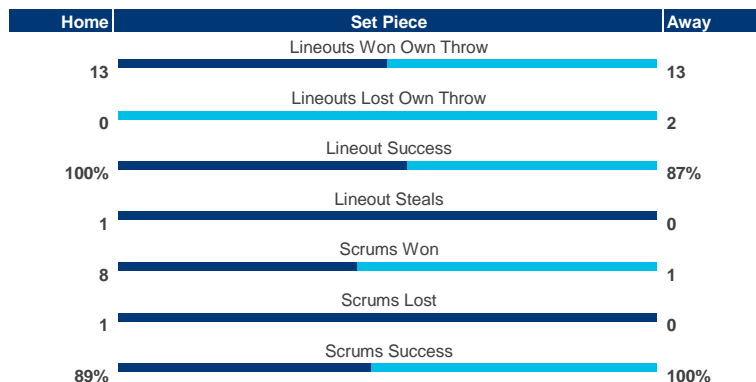 Home Set Piece Away
Lineouts Won Own Throw
13 13
Lineouts Lost Own Throw
0 2
Lineout Success
100% 87%
Lineout Steals
1 0
Scrums Won
8 1
Scrums Lost
1 0
Scrums Success
89% 100%